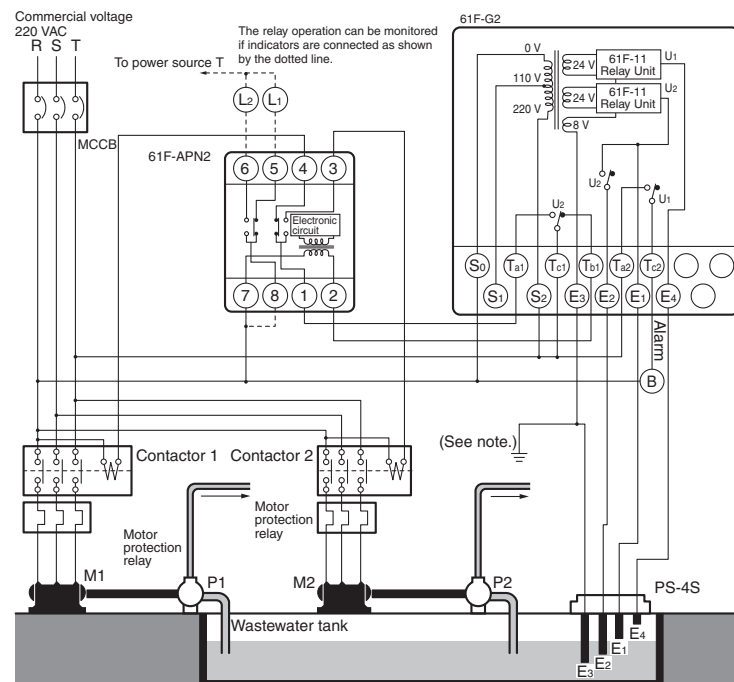 Commercial voltage
220 VAC
R S T
The relay operation can be monitored
if indicators are connected as shown
by the dotted line.
To power source T
L2 L1
MCCB
61F-APN2
6 5 4 3
Electronic
circuit
7 8 1 2
61F-G2
0 V
110 V
220 V
24 V
61F-11
Relay Unit
U1
24 V
61F-11
Relay Unit
U2
8 V
U2
U1
U2
S0 Ta1 Tc1 Tb1 Ta2 Tc2
S1 S2 E3 E2 E1 E4
Alarm
B
Contactor 1
Contactor 2
(See note.)
Motor
protection
relay
Motor
protection
relay
M1
P1
M2
P2
PS-4S
Wastewater tank
E4
E1
E2
E3